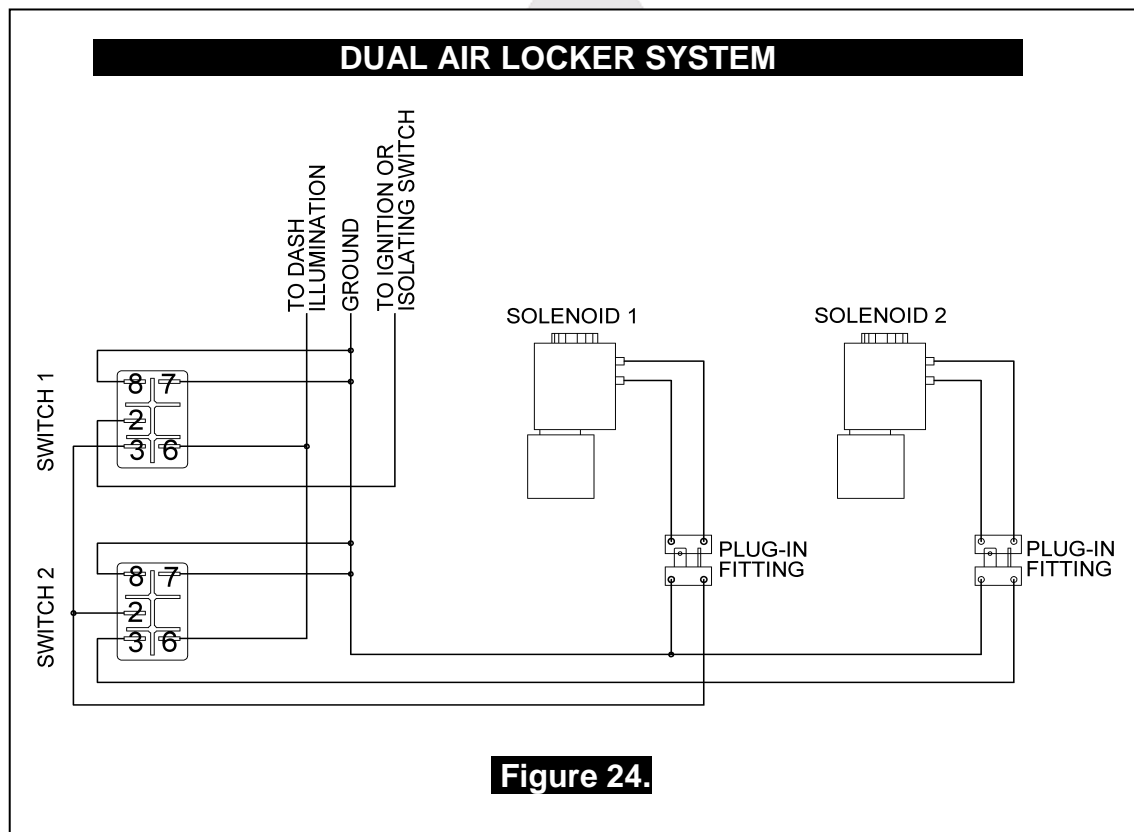 DUAL AIR LOCKER SYSTEM
TO DASH
ILLUMINATION
GROUND
TO IGNITION OR
ISOLATING SWITCH
SOLENOID 1
SOLENOID 2
SWITCH 1
8 7
2
3 6
SWITCH 2
8 7
2
3 6
PLUG-IN
FITTING
PLUG-IN
FITTING
Figure 24.